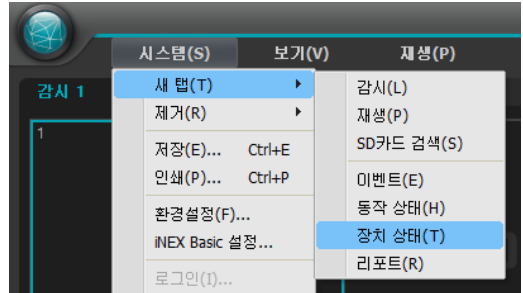 시스템(S) 보기(V) 재생(P)
감시 1
1
새 탭(T)
제거(R)
저장(E)... Ctrl+E
인쇄(P)... Ctrl+P
환경설정(F)...
iNEX Basic 설정...
로그인(I)...
감시(L)
재생(P)
SD카드 검색(S)
이벤트(E)
동작 상태(H)
장치 상태(T)
리포트(R)